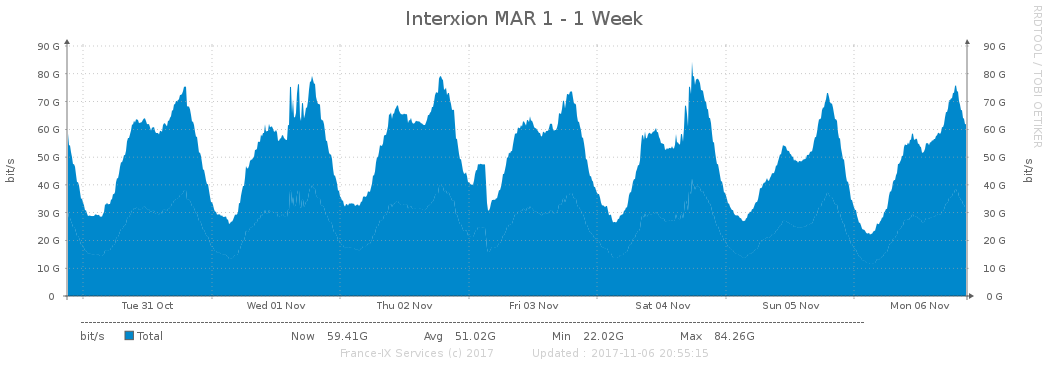 Interxion MAR 1 - 1 Week
RRDTOOL / TOBI OETIKER
bit/s
90 G
80 G
70 G
60 G
50 G
40 G
30 G
20 G
10 G
0
90 G
80 G
70 G
60 G
50 G
40 G
30 G
20 G
10 G
0 G
bit/s
Tue 31 Oct Wed 01 Nov Thu 02 Nov Fri 03 Nov Sat 04 Nov Sun 05 Nov Mon 06 Nov
bit/s Total Now 59.41G Avg 51.02G Min 22.02G Max 84.26G
France-IX Services (c) 2017 Updated : 2017-11-06 20:55:15